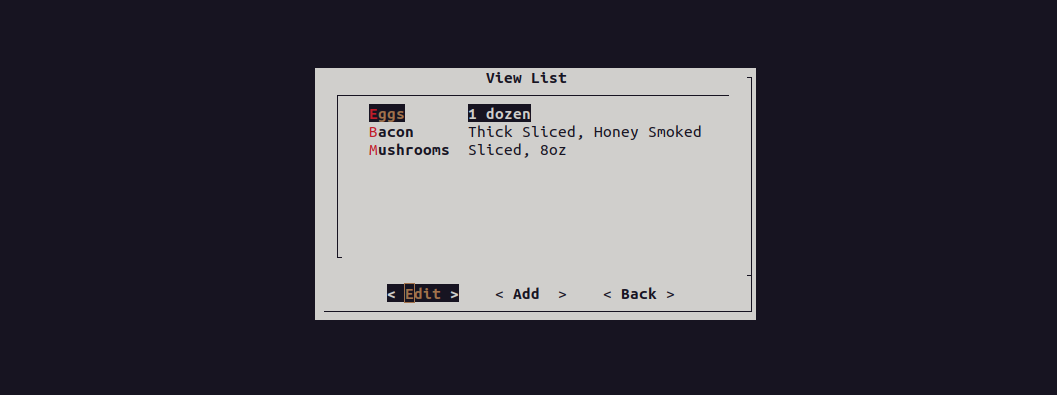 View List
Eggs 1 dozen
Bacon Thick Sliced, Honey Smoked
Mushrooms Sliced, 8oz
< Edit > < Add > < Back >